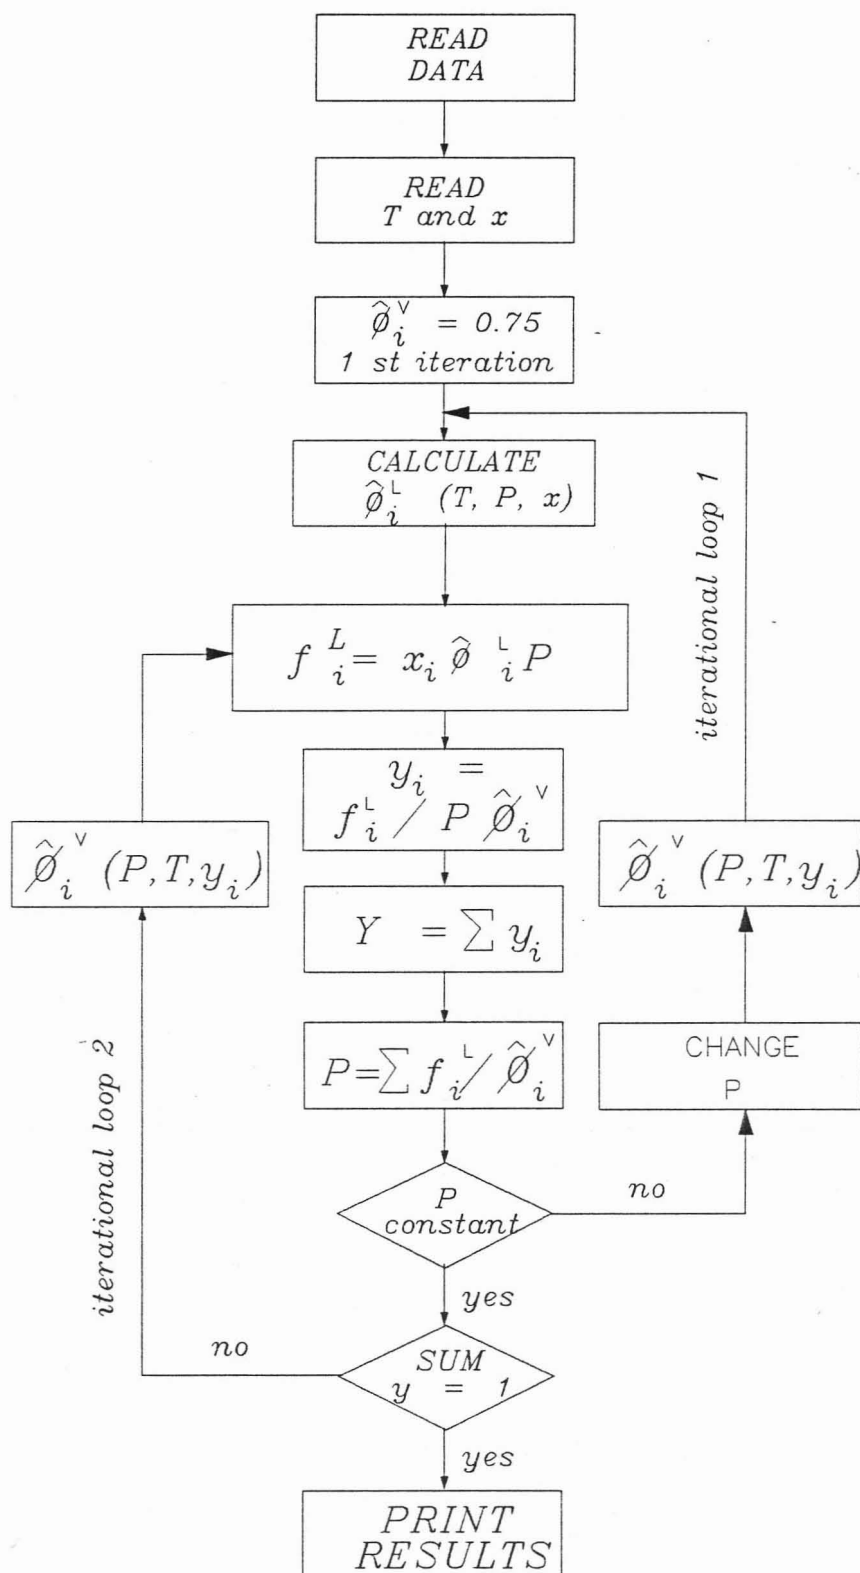 READ
DATA
READ
T and x
φ̂ᵢⱽ = 0.75
1 st iteration
CALCULATE
φ̂ᵢᴸ (T, P, x)
fᵢᴸ = xᵢ φ̂ᵢᴸ P
yᵢ =
fᵢᴸ / P φ̂ᵢⱽ
Y = ∑ yᵢ
P=∑ fᵢᴸ/ φ̂ᵢⱽ
P
constant
no
CHANGE
P
φ̂ᵢⱽ (P,T,yᵢ)
iterational loop 1
yes
SUM
y = 1
no
φ̂ᵢⱽ (P,T,yᵢ)
iterational loop 2
yes
PRINT
RESULTS